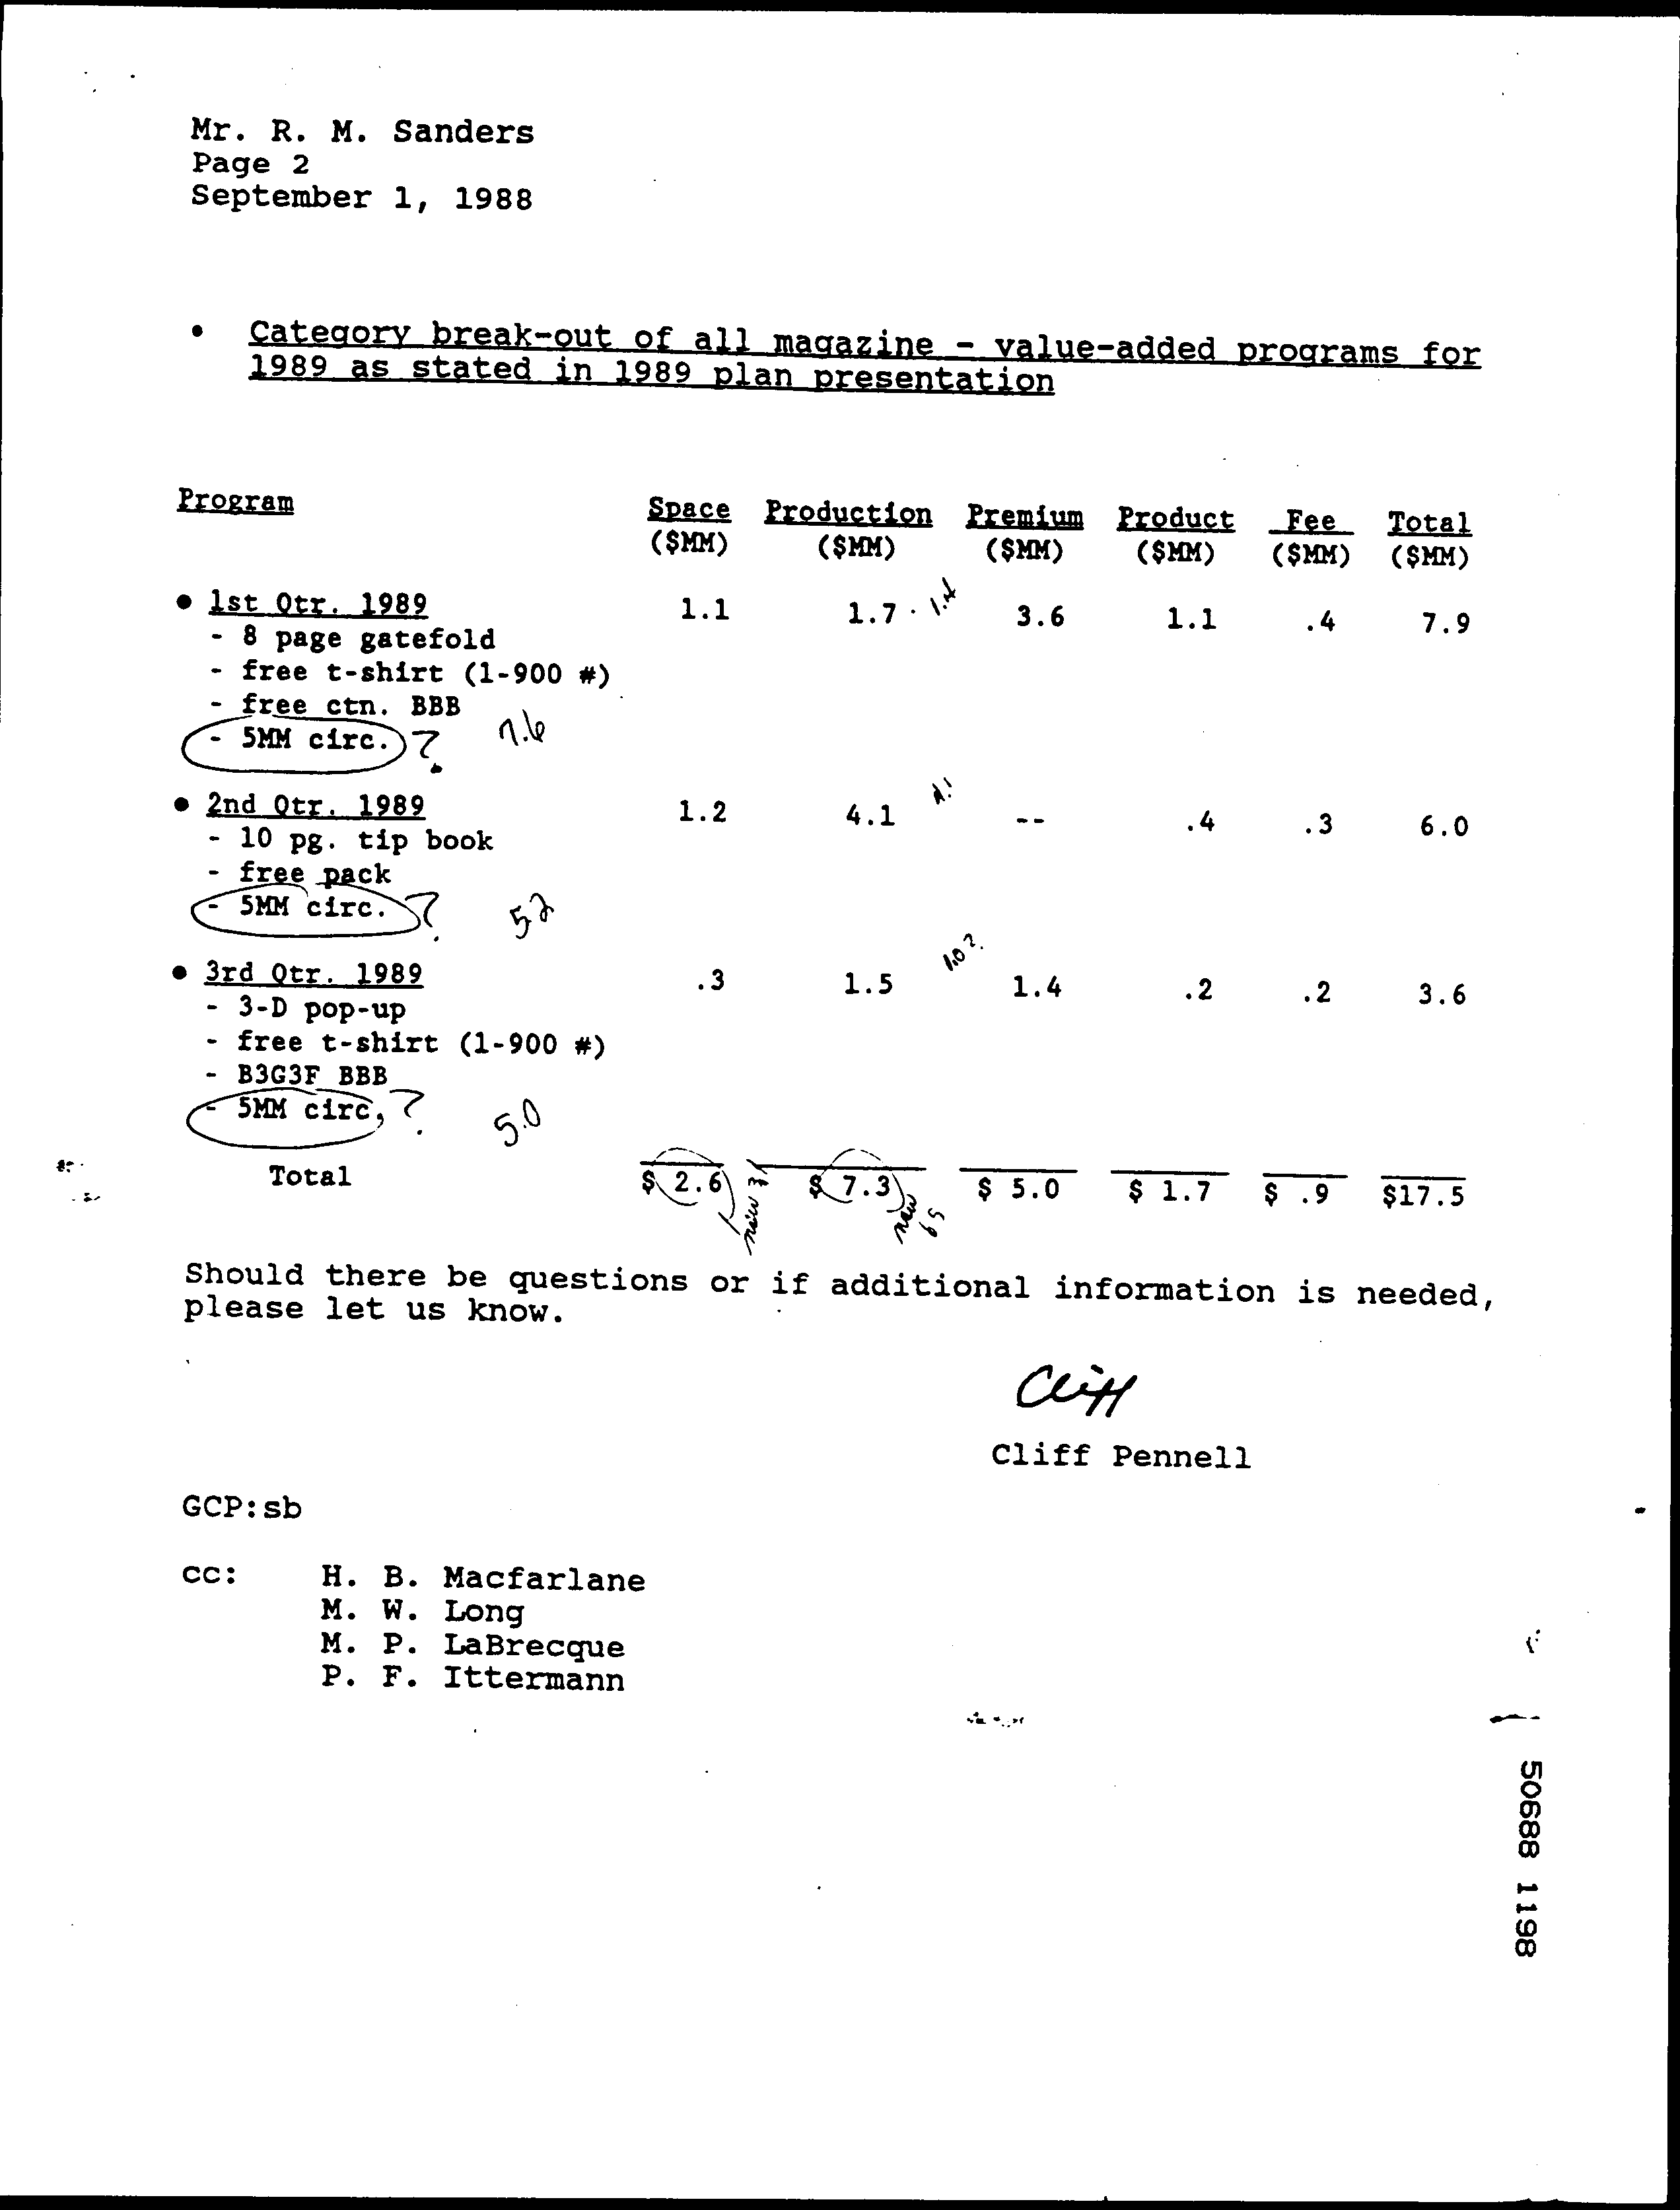 Mr. R. M. Sanders
Page 2
September 1, 1988
• Category break-out of all magazine - value-added programs for
1989 as stated in 1989 plan presentation
Program Space Production Premium Product Fee Total
($MM) ($MM) ($MM) ($MM) ($MM) ($MM)
• 1st Qtr. 1989 1.1 1.7 1.4 3.6 1.1 .4 7.9
- 8 page gatefold
- free t-shirt (1-900 #)
- free ctn. BBB
- 5MM circ. ? 7.6
• 2nd Qtr. 1989 1.2 4.1 -- .4 .3 6.0
- 10 pg. tip book
- free pack
- 5MM circ. ? 5.2
• 3rd Qtr. 1989 .3 1.5 1.0? 1.4 .2 .2 3.6
- 3-D pop-up
- free t-shirt (1-900 #)
- B3G3F BBB
- 5MM circ. ? 5.0
Total $ 2.6 $ 7.3 $ 5.0 $ 1.7 $ .9 $17.5
new new
Should there be questions or if additional information is needed,
please let us know.
Cliff
Cliff Pennell
GCP:sb
cc: H. B. Macfarlane
M. W. Long
M. P. LaBrecque
P. F. Ittermann
50688 1198